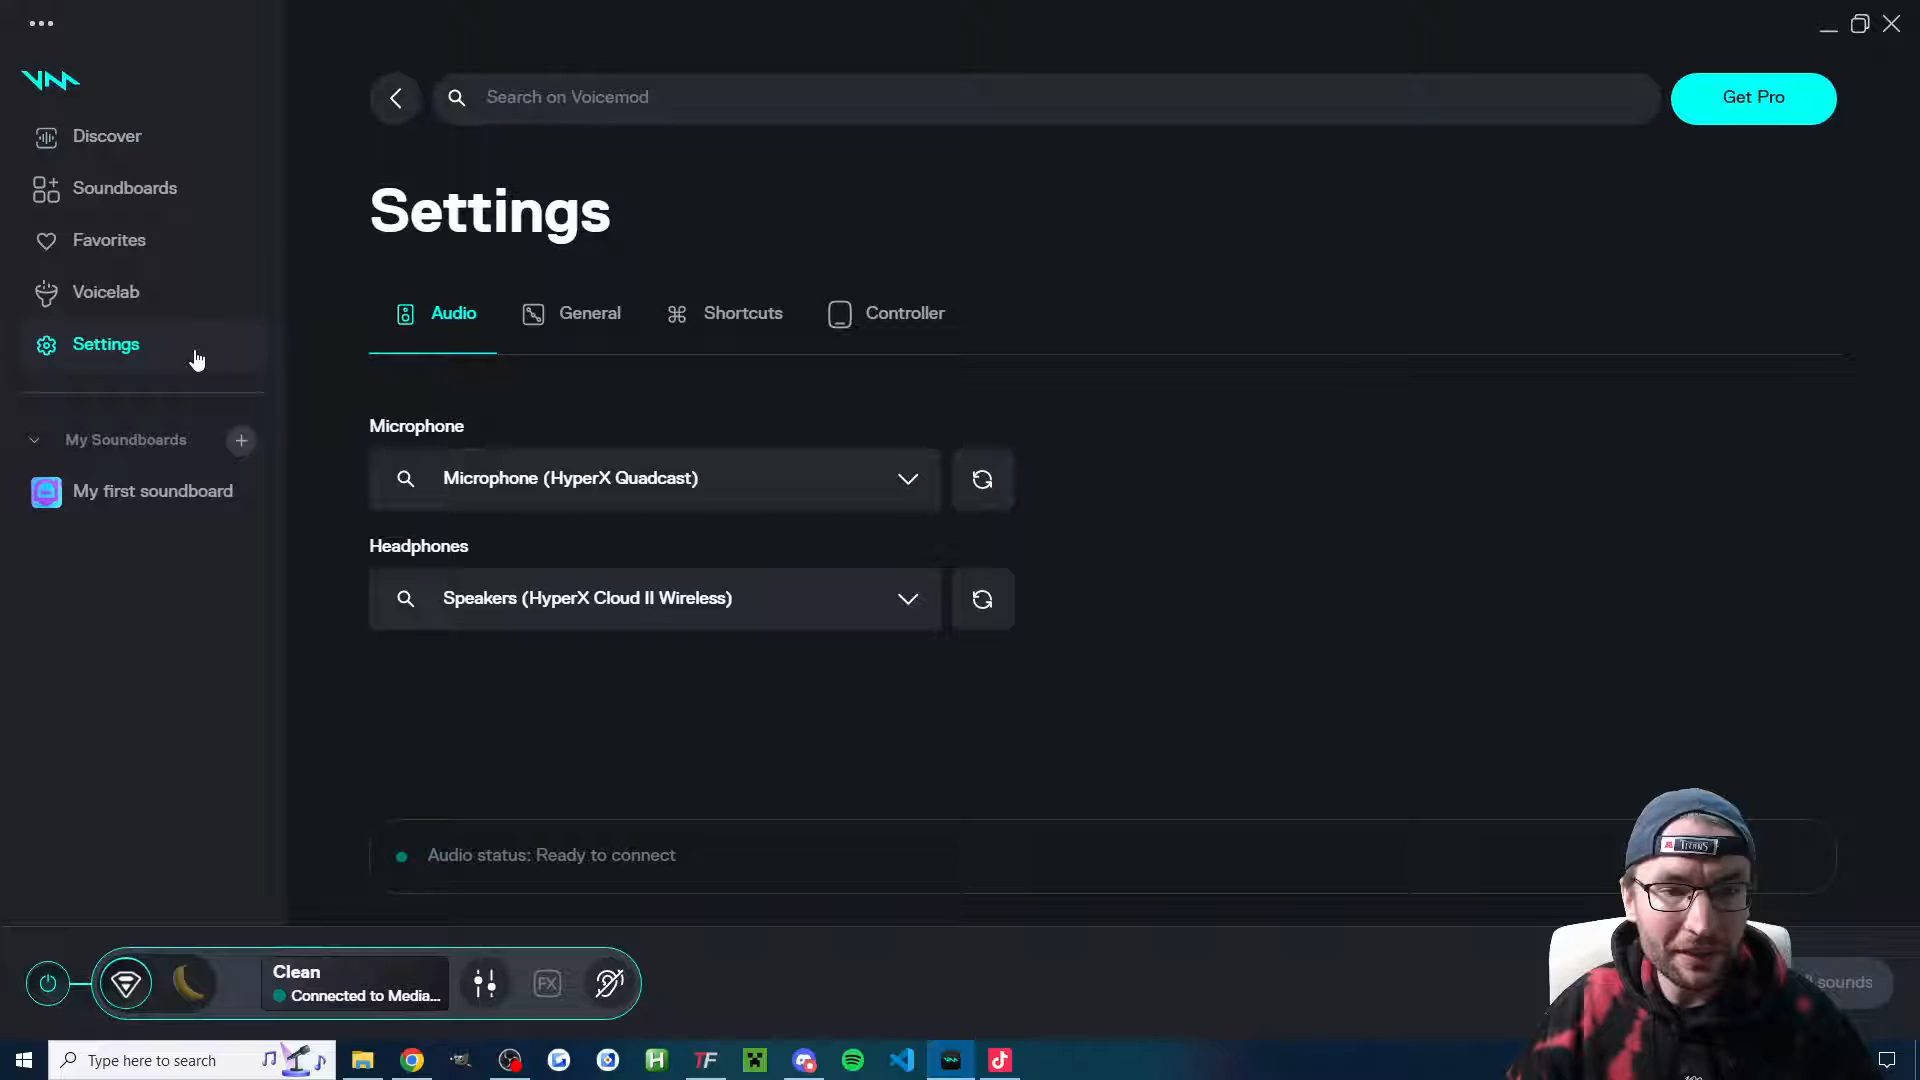 Search on Voicemod
Get Pro
Discover
Soundboards
Favorites
Voicelab
Settings
My Soundboards
My first soundboard
Settings
Audio
General
Shortcuts
Controller
Microphone
Microphone (HyperX Quadcast)
Headphones
Speakers (HyperX Cloud II Wireless)
Audio status: Ready to connect
Clean
Connected to Media...
FX
sounds
Type here to search
H
TF